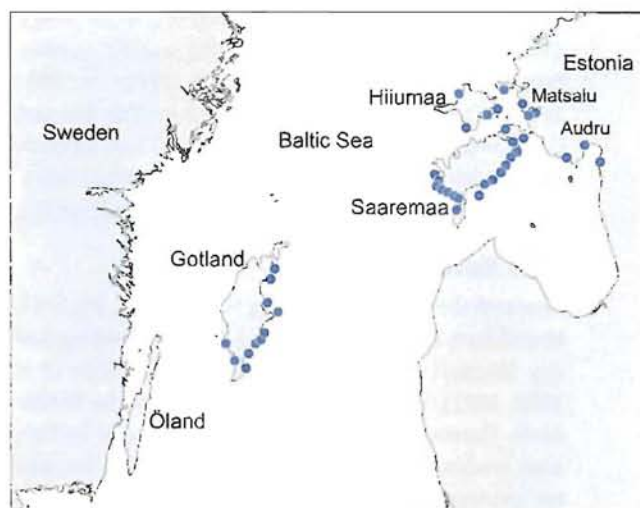 Estonia
Hiiumaa
Matsalu
Sweden
Audru
Baltic Sea
Saaremaa
Gotland
Öland